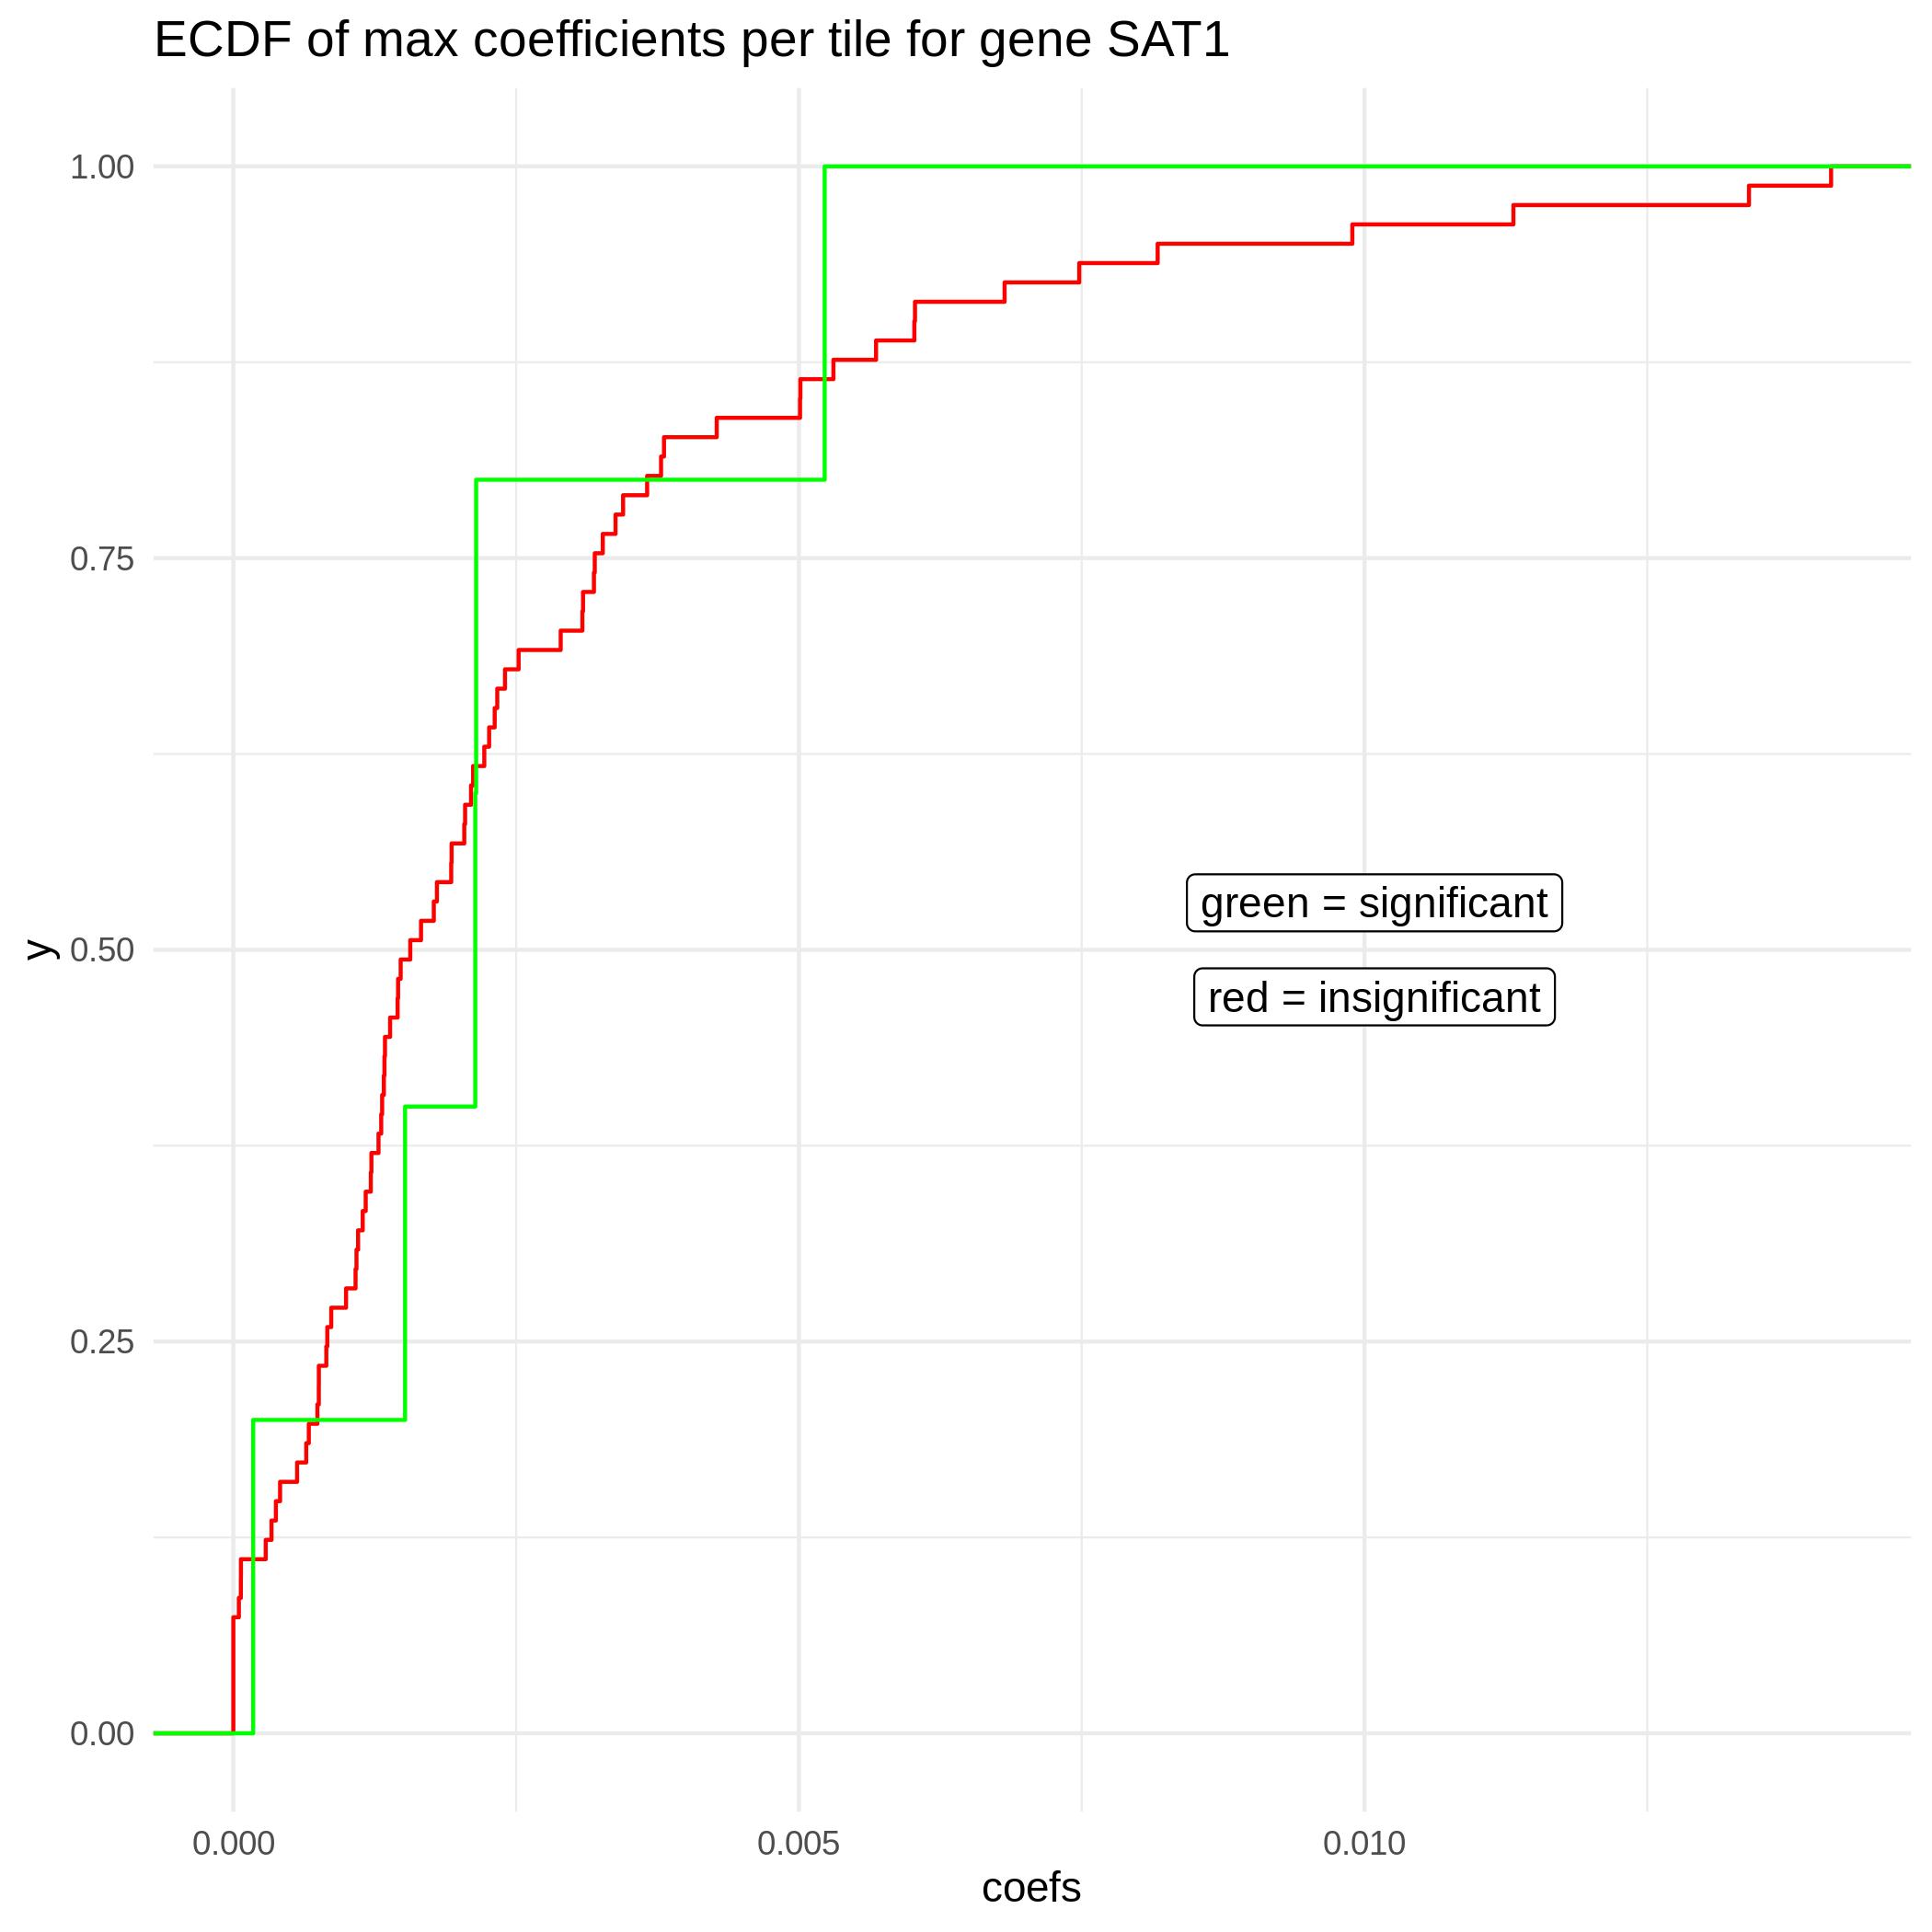 ECDF of max coefficients per tile for gene SAT1
1.00
0.75
0.50
0.25
0.00
y
green = significant
red = insignificant
0.000
0.005
0.010
coefs